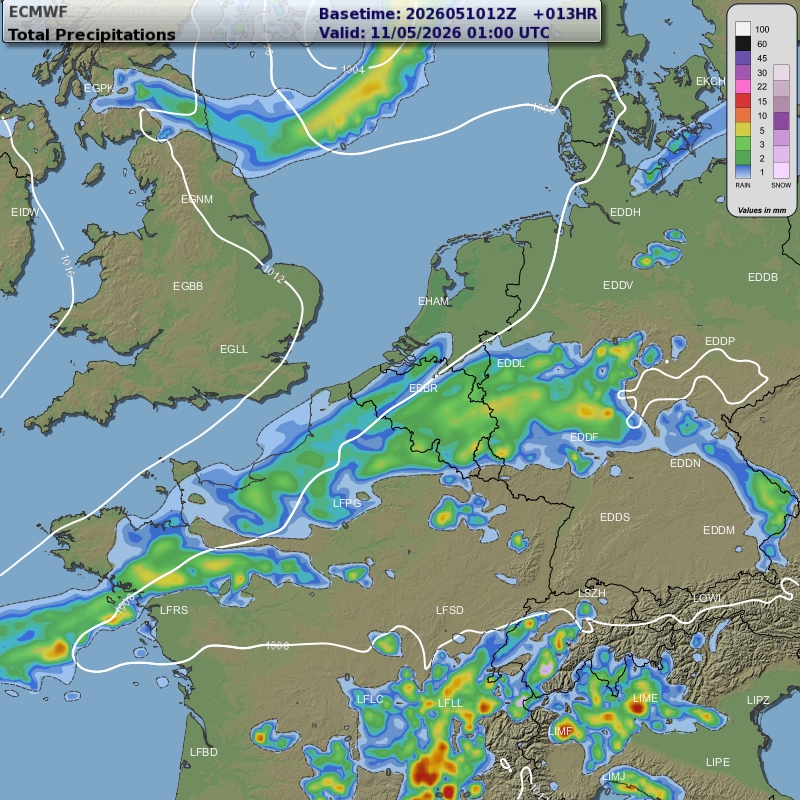 ECMWF
Basetime: 2026051012Z +013HR
Total Precipitations
Valid: 11/05/2026 01:00 UTC
100
60
45
30
22
15
10
5
3
2
1
RAIN
SNOW
Values in mm
1004
EGPK
EKCH
1008
EIDW
EGNM
EDDH
1016
1012
EGBB
EDDV
EDDB
EHAM
EGLL
EDDP
EDDL
EBBR
EDDF
EDDN
LFPG
EDDS
EDDM
LFRS
LFSD
LSZH
LOWI
1008
1008
LFLC
LFLL
LIME
LIPZ
LIMF
LFBD
LIPE
LIMJ